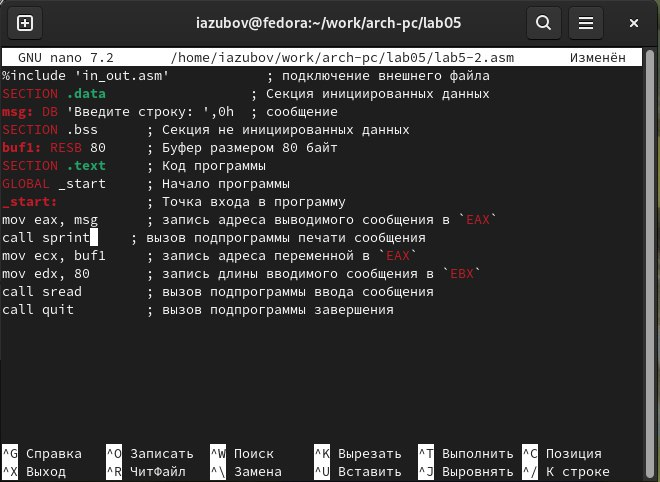 iazubov@fedora:~/work/arch-pc/lab05
GNU nano 7.2 /home/iazubov/work/arch-pc/lab05/lab5-2.asm Изменён
%include 'in_out.asm' ; подключение внешнего файла
SECTION .data ; Секция инициированных данных
msg: DB 'Введите строку: ',0h ; сообщение
SECTION .bss ; Секция не инициированных данных
buf1: RESB 80 ; Буфер размером 80 байт
SECTION .text ; Код программы
GLOBAL _start ; Начало программы
_start: ; Точка входа в программу
mov eax, msg ; запись адреса выводимого сообщения в `EAX`
call sprint ; вызов подпрограммы печати сообщения
mov ecx, buf1 ; запись адреса переменной в `EAX`
mov edx, 80 ; запись длины вводимого сообщения в `EBX`
call sread ; вызов подпрограммы ввода сообщения
call quit ; вызов подпрограммы завершения
^G Справка ^O Записать ^W Поиск ^K Вырезать ^T Выполнить ^C Позиция
^X Выход ^R ЧитФайл ^\ Замена ^U Вставить ^J Выровнять ^/ К строке